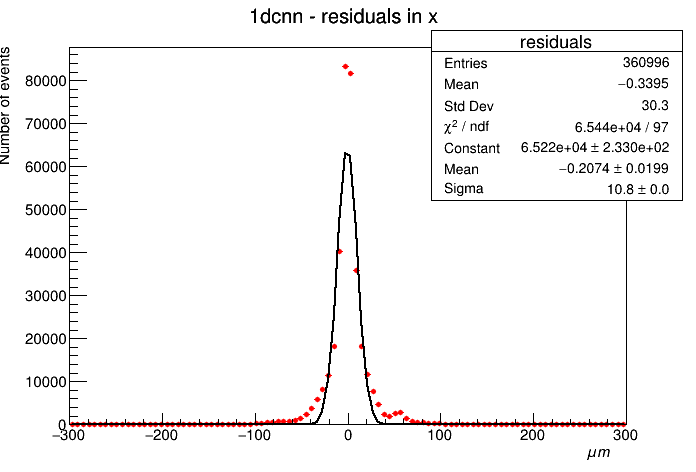 1dcnn - residuals in x
residuals
Entries 360996
Mean −0.3395
Std Dev 30.3
χ² / ndf 6.544e+04 / 97
Constant 6.522e+04 ± 2.330e+02
Mean −0.2074 ± 0.0199
Sigma 10.8 ± 0.0
Number of events
80000
70000
60000
50000
40000
30000
20000
10000
0
−300 −200 −100 0 100 200 300
μm